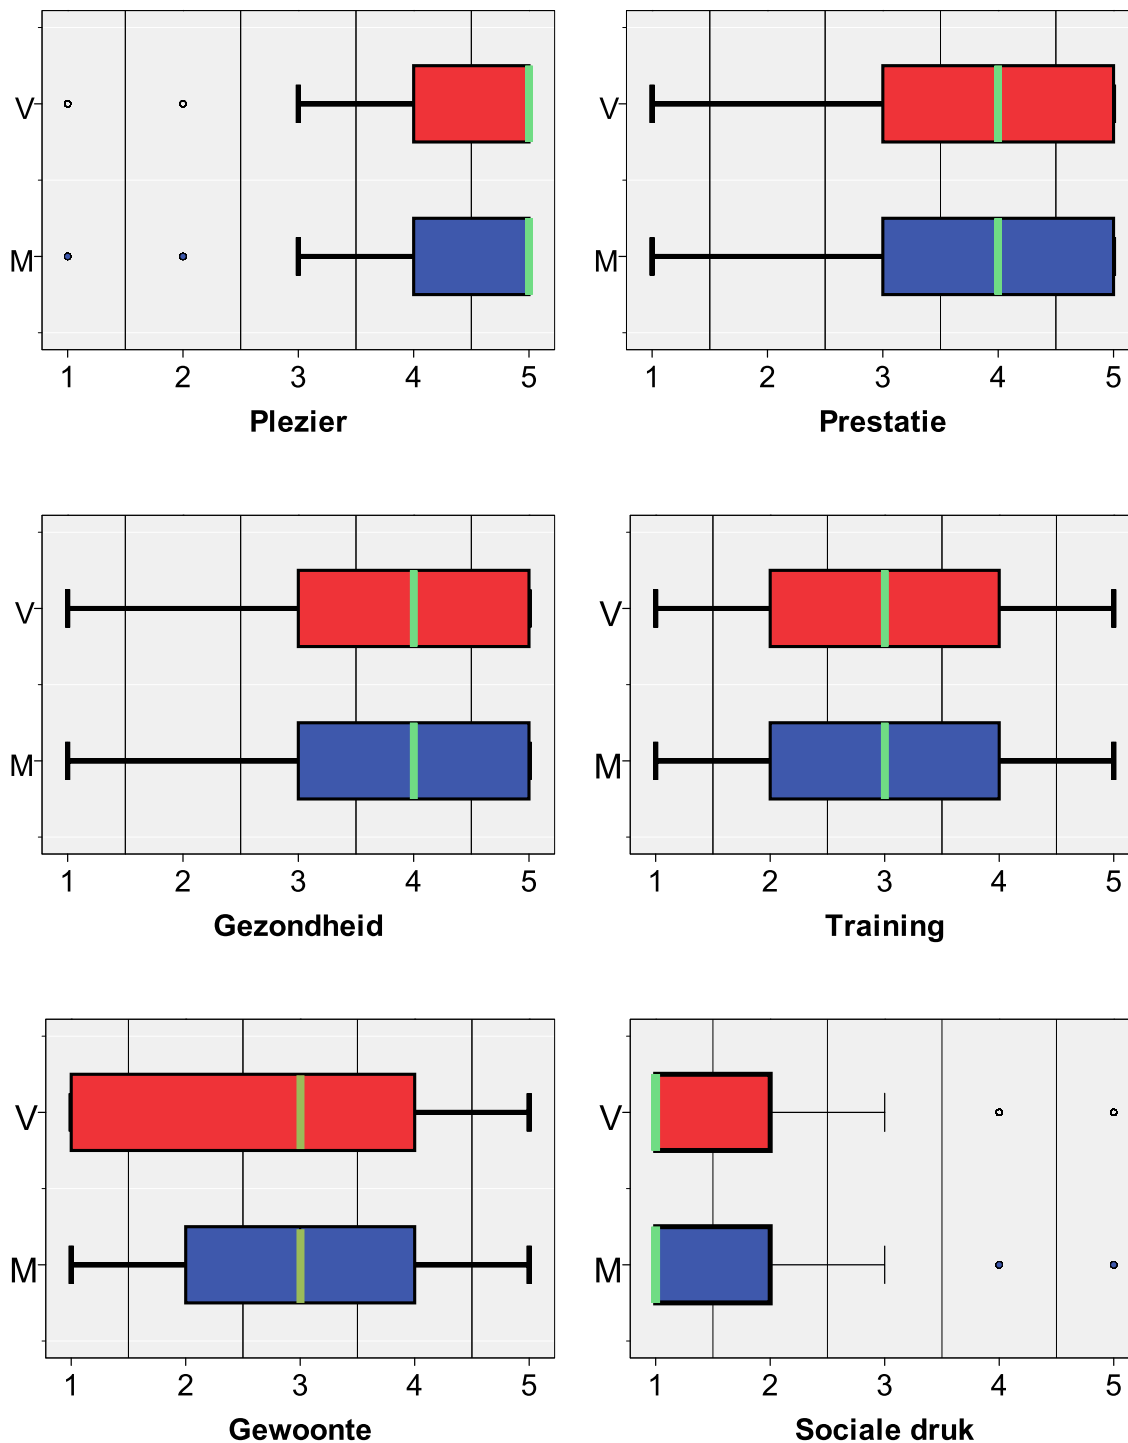 V
M
1 2 3 4 5
Plezier
V
M
1 2 3 4 5
Prestatie
V
M
1 2 3 4 5
Gezondheid
V
M
1 2 3 4 5
Training
V
M
1 2 3 4 5
Gewoonte
V
M
1 2 3 4 5
Sociale druk